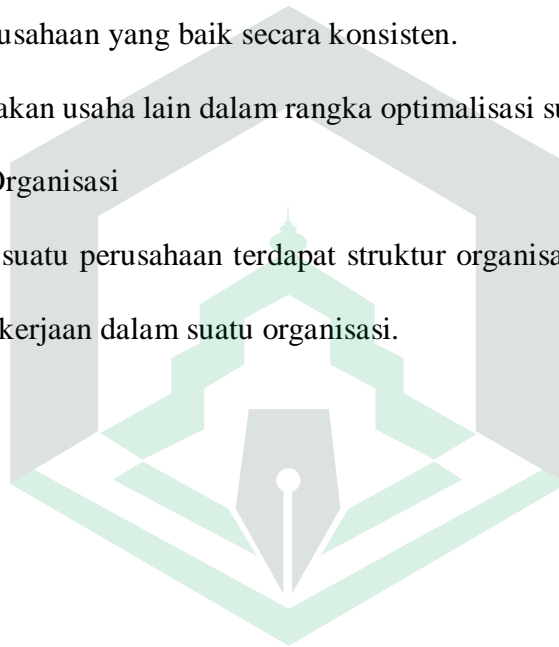 usahaan yang baik secara konsisten.
akan usaha lain dalam rangka optimalisasi su
Organisasi
suatu perusahaan terdapat struktur organisa
kerjaan dalam suatu organisasi.